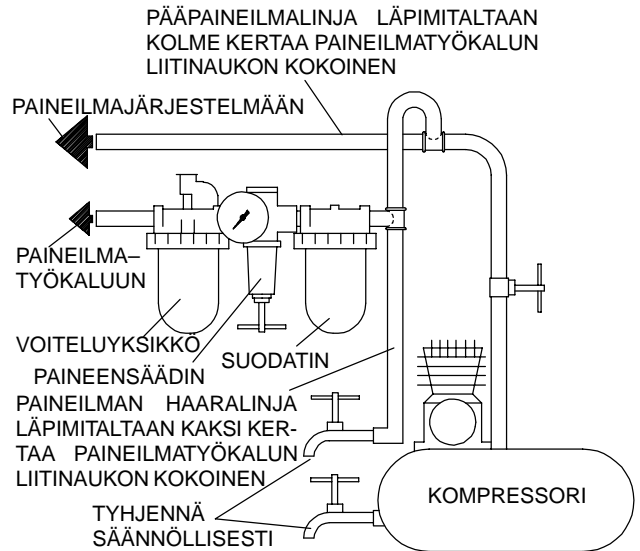 PÄÄPAINEILMALINJA LÄPIMITALTAAN
KOLME KERTAA PAINEILMATYÖKALUN
LIITINAUKON KOKOINEN
PAINEILMAJÄRJESTELMÄÄN
PAINEILMA–
TYÖKALUUN
VOITELUYKSIKKÖ
SUODATIN
PAINEENSÄÄDIN
PAINEILMAN HAARALINJA
LÄPIMITALTAAN KAKSI KER-
TAA PAINEILMATYÖKALUN
LIITINAUKON KOKOINEN
KOMPRESSORI
TYHJENNÄ
SÄÄNNÖLLISESTI